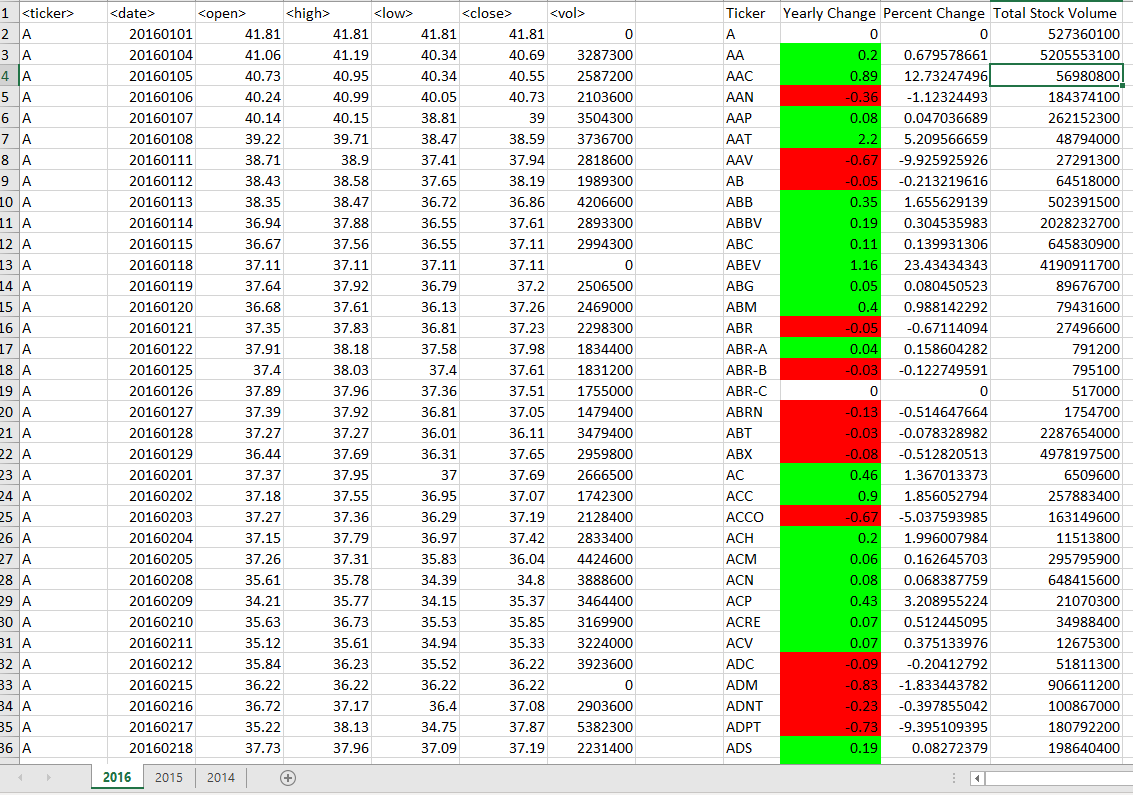 1 <ticker> <date> <open> <high> <low> <close> <vol> Ticker Yearly Change Percent Change Total Stock Volume
2 A 20160101 41.81 41.81 41.81 41.81 0 A 0 0 527360100
3 A 20160104 41.06 41.19 40.34 40.69 3287300 AA 0.2 0.679578661 5205553100
4 A 20160105 40.73 40.95 40.34 40.55 2587200 AAC 0.89 12.73247496 56980800
5 A 20160106 40.24 40.99 40.05 40.73 2103600 AAN -0.36 -1.12324493 184374100
6 A 20160107 40.14 40.15 38.81 39 3504300 AAP 0.08 0.047036689 262152300
7 A 20160108 39.22 39.71 38.47 38.59 3736700 AAT 2.2 5.209566659 48794000
8 A 20160111 38.71 38.9 37.41 37.94 2818600 AAV -0.67 -9.925925926 27291300
9 A 20160112 38.43 38.58 37.65 38.19 1989300 AB -0.05 -0.213219616 64518000
10 A 20160113 38.35 38.47 36.72 36.86 4206600 ABB 0.35 1.655629139 502391500
11 A 20160114 36.94 37.88 36.55 37.61 2893300 ABBV 0.19 0.304535983 2028232700
12 A 20160115 36.67 37.56 36.55 37.11 2994300 ABC 0.11 0.139931306 645830900
13 A 20160118 37.11 37.11 37.11 37.11 0 ABEV 1.16 23.43434343 4190911700
14 A 20160119 37.64 37.92 36.79 37.2 2506500 ABG 0.05 0.080450523 89676700
15 A 20160120 36.68 37.61 36.13 37.26 2469000 ABM 0.4 0.988142292 79431600
16 A 20160121 37.35 37.83 36.81 37.23 2298300 ABR -0.05 -0.67114094 27496600
17 A 20160122 37.91 38.18 37.58 37.98 1834400 ABR-A 0.04 0.158604282 791200
18 A 20160125 37.4 38.03 37.4 37.61 1831200 ABR-B -0.03 -0.122749591 795100
19 A 20160126 37.89 37.96 37.36 37.51 1755000 ABR-C 0 0 517000
20 A 20160127 37.39 37.92 36.81 37.05 1479400 ABRN -0.13 -0.514647664 1754700
21 A 20160128 37.27 37.27 36.01 36.11 3479400 ABT -0.03 -0.078328982 2287654000
22 A 20160129 36.44 37.69 36.31 37.65 2959800 ABX -0.08 -0.512820513 4978197500
23 A 20160201 37.37 37.95 37 37.69 2666500 AC 0.46 1.367013373 6509600
24 A 20160202 37.18 37.55 36.95 37.07 1742300 ACC 0.9 1.856052794 257883400
25 A 20160203 37.27 37.36 36.29 37.19 2128400 ACCO -0.67 -5.037593985 163149600
26 A 20160204 37.15 37.79 36.97 37.42 2833400 ACH 0.2 1.996007984 11513800
27 A 20160205 37.26 37.31 35.83 36.04 4424600 ACM 0.06 0.162645703 295795900
28 A 20160208 35.61 35.78 34.39 34.8 3888600 ACN 0.08 0.068387759 648415600
29 A 20160209 34.21 35.77 34.15 35.37 3464400 ACP 0.43 3.208955224 21070300
30 A 20160210 35.63 36.73 35.53 35.85 3169900 ACRE 0.07 0.512445095 34988400
31 A 20160211 35.12 35.61 34.94 35.33 3224000 ACV 0.07 0.375133976 12675300
32 A 20160212 35.84 36.23 35.52 36.22 3923600 ADC -0.09 -0.20412792 51811300
33 A 20160215 36.22 36.22 36.22 36.22 0 ADM -0.83 -1.833443782 906611200
34 A 20160216 36.72 37.17 36.4 37.08 2903600 ADNT -0.23 -0.397855042 100867000
35 A 20160217 35.22 38.13 34.75 37.87 5382300 ADPT -0.73 -9.395109395 180792200
36 A 20160218 37.73 37.96 37.09 37.19 2231400 ADS 0.19 0.08272379 198640400
2016 2015 2014